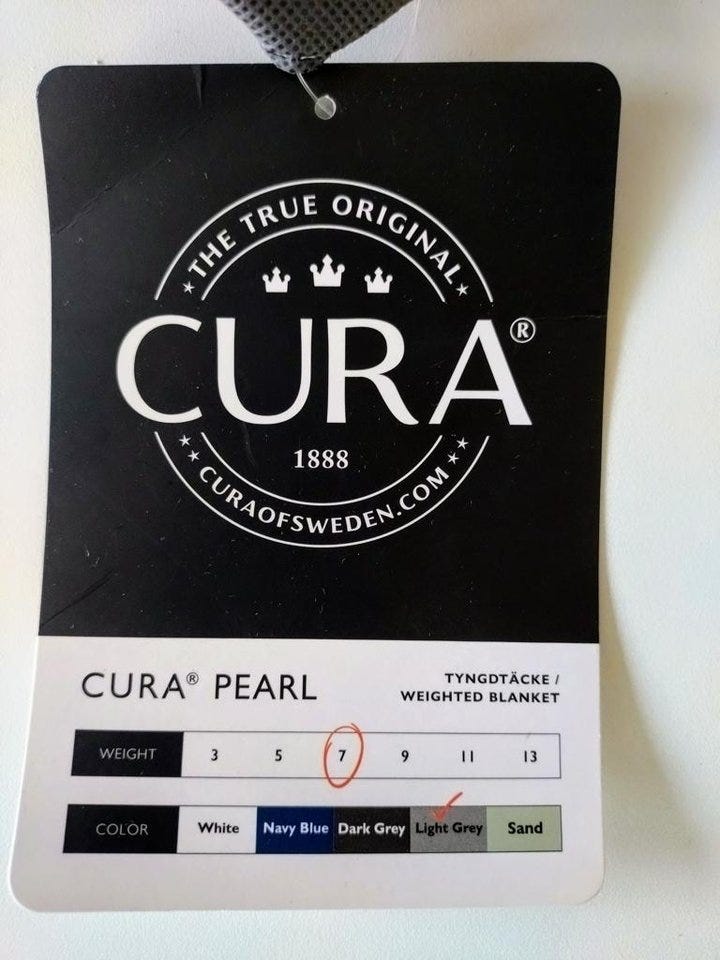 THE TRUE ORIGINAL
CURA®
1888
CURAOFSWEDEN.COM
CURA® PEARL
TYNGDTÄCKE /
WEIGHTED BLANKET
WEIGHT 3 5 7 9 11 13
COLOR White Navy Blue Dark Grey Light Grey Sand